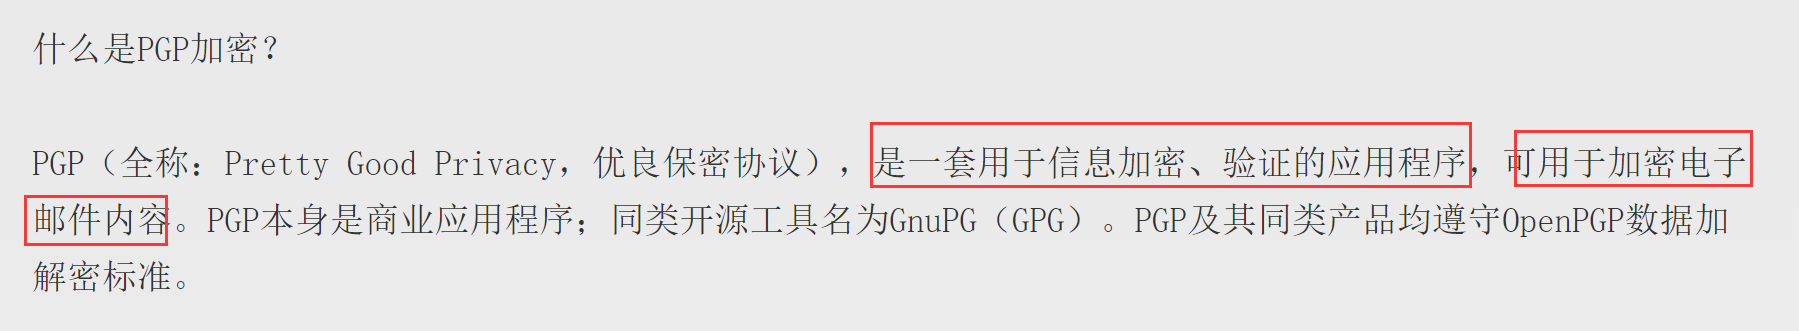 什么是PGP加密？
PGP（全称：Pretty Good Privacy，优良保密协议），是一套用于信息加密、验证的应用程序，可用于加密电子
邮件内容。PGP本身是商业应用程序；同类开源工具名为GnuPG（GPG）。PGP及其同类产品均遵守OpenPGP数据加
解密标准。